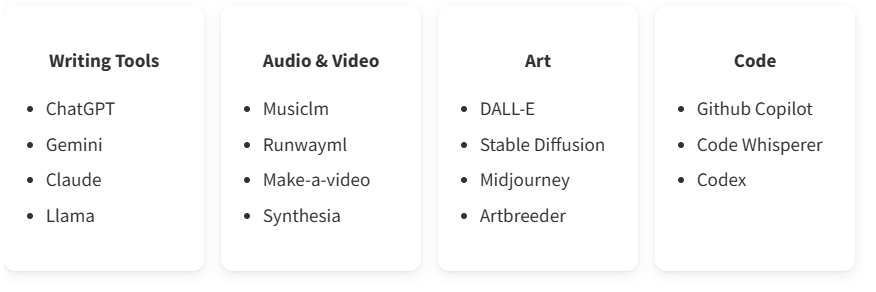 Writing Tools
ChatGPT
Gemini
Claude
Llama
Audio & Video
Musiclm
Runwayml
Make-a-video
Synthesia
Art
DALL-E
Stable Diffusion
Midjourney
Artbreeder
Code
Github Copilot
Code Whisperer
Codex